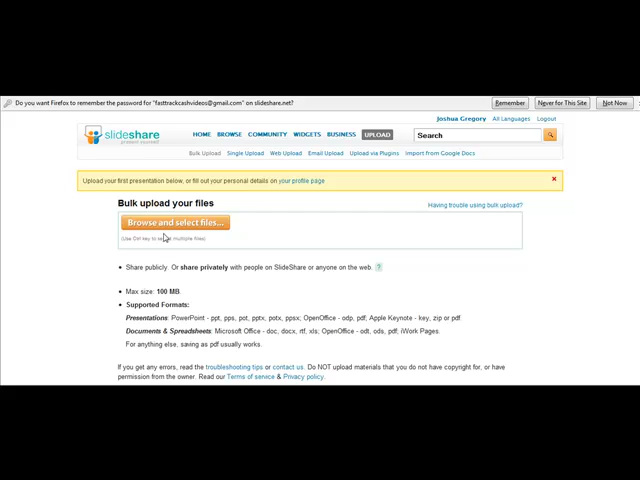 Do you want Firefox to remember the password for "fasttrackcashvideos@gmail.com" on slideshare.net? Remember Never for This Site Not Now
Joshua Gregory All Languages Logout
slideshare present yourself HOME BROWSE COMMUNITY WIDGETS BUSINESS UPLOAD Search
Bulk Upload Single Upload Web Upload Email Upload Upload via Plugins Import from Google Docs
Upload your first presentation below, or fill out your personal details on your profile page
Bulk upload your files
Having trouble using bulk upload?
Browse and select files...
(Use Ctrl key to select multiple files)
Share publicly. Or share privately with people on SlideShare or anyone on the web. ?
Max size: 100 MB
Supported Formats:
Presentations: PowerPoint - ppt, pps, pot, pptx, potx, ppsx; OpenOffice - odp, pdf; Apple Keynote - key, zip or pdf
Documents & Spreadsheets: Microsoft Office - doc, docx, rtf, xls; OpenOffice - odt, ods, pdf; iWork Pages.
For anything else, saving as pdf usually works.
If you get any errors, read the troubleshooting tips or contact us. Do NOT upload materials that you do not have copyright for, or have
permission from the owner. Read our Terms of service & Privacy policy.